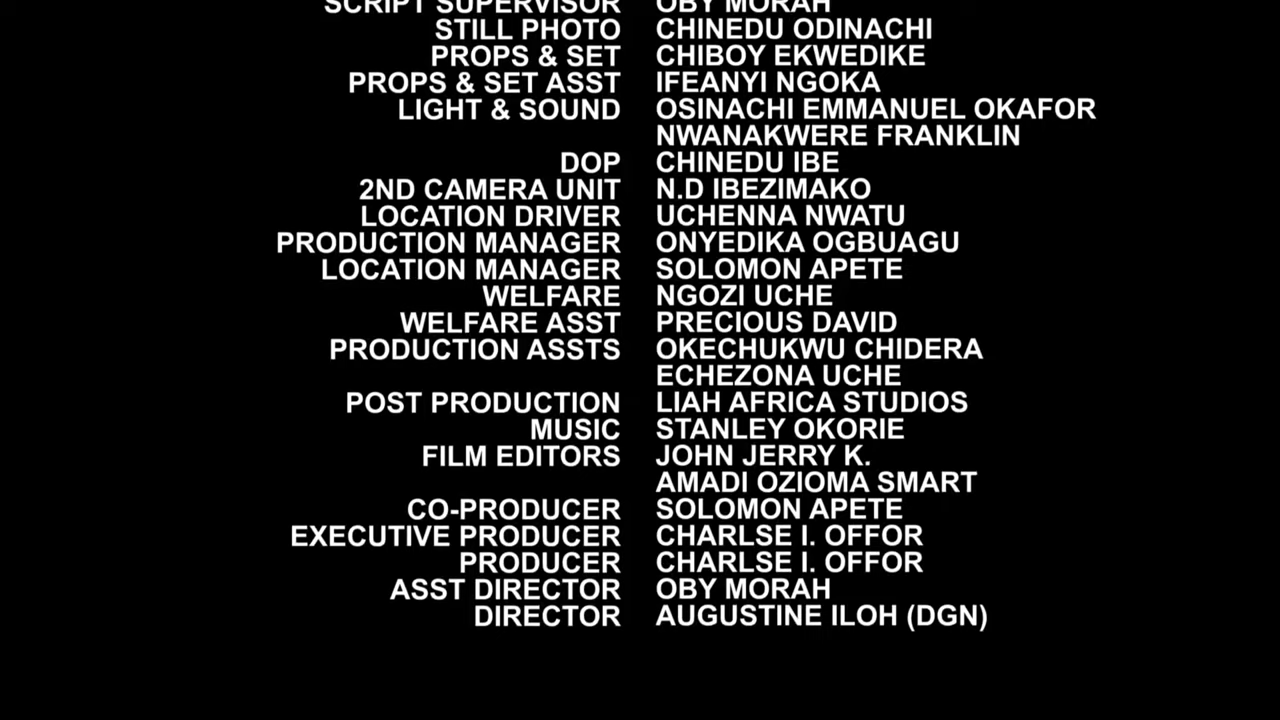 SCRIPT SUPERVISOR OBY MORAH
STILL PHOTO CHINEDU ODINACHI
PROPS & SET CHIBOY EKWEDIKE
PROPS & SET ASST IFEANYI NGOKA
LIGHT & SOUND OSINACHI EMMANUEL OKAFOR
NWANAKWERE FRANKLIN
DOP CHINEDU IBE
2ND CAMERA UNIT N.D IBEZIMAKO
LOCATION DRIVER UCHENNA NWATU
PRODUCTION MANAGER ONYEDIKA OGBUAGU
LOCATION MANAGER SOLOMON APETE
WELFARE NGOZI UCHE
WELFARE ASST PRECIOUS DAVID
PRODUCTION ASSTS OKECHUKWU CHIDERA
ECHEZONA UCHE
POST PRODUCTION LIAH AFRICA STUDIOS
MUSIC STANLEY OKORIE
FILM EDITORS JOHN JERRY K.
AMADI OZIOMA SMART
CO-PRODUCER SOLOMON APETE
EXECUTIVE PRODUCER CHARLSE I. OFFOR
PRODUCER CHARLSE I. OFFOR
ASST DIRECTOR OBY MORAH
DIRECTOR AUGUSTINE ILOH (DGN)